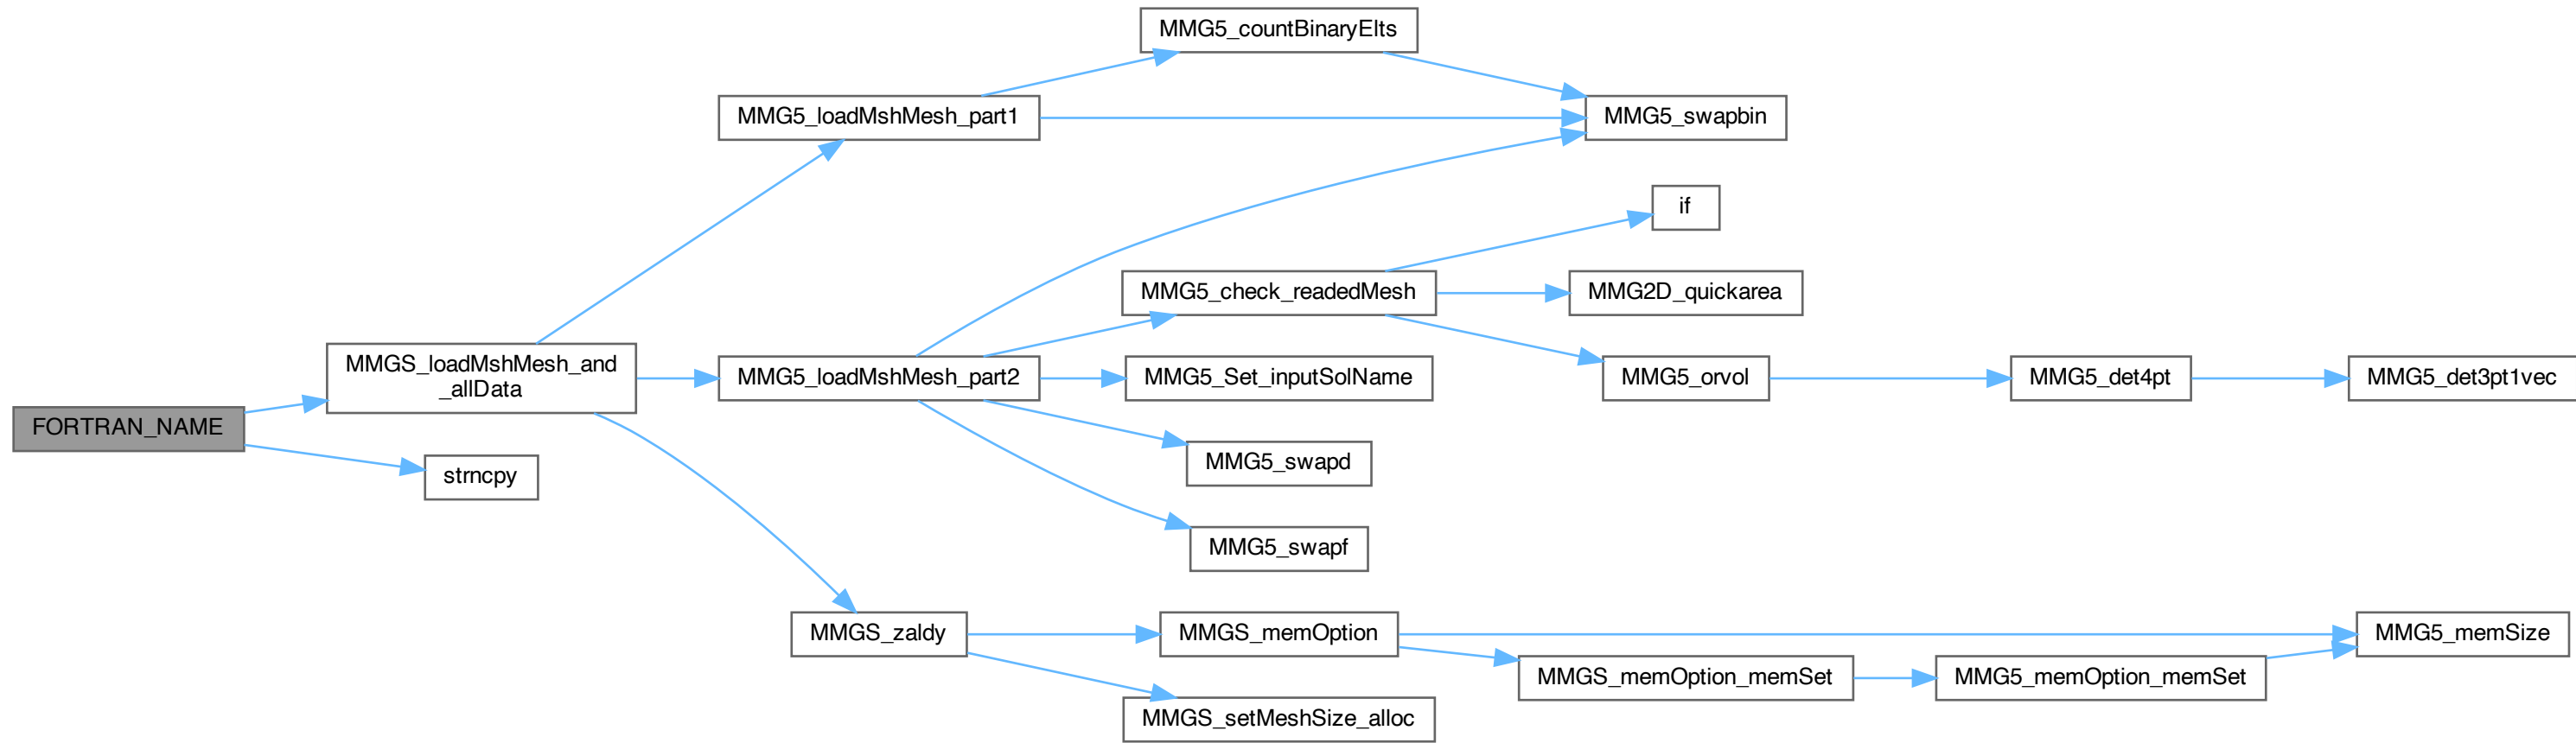 MMG5_countBinaryElts
MMG5_loadMshMesh_part1
MMG5_swapbin
if
MMG5_check_readedMesh
MMG2D_quickarea
MMGS_loadMshMesh_and
_allData
MMG5_loadMshMesh_part2
MMG5_Set_inputSolName
MMG5_orvol
MMG5_det4pt
MMG5_det3pt1vec
FORTRAN_NAME
strncpy
MMG5_swapd
MMG5_swapf
MMGS_zaldy
MMGS_memOption
MMG5_memSize
MMGS_memOption_memSet
MMG5_memOption_memSet
MMGS_setMeshSize_alloc